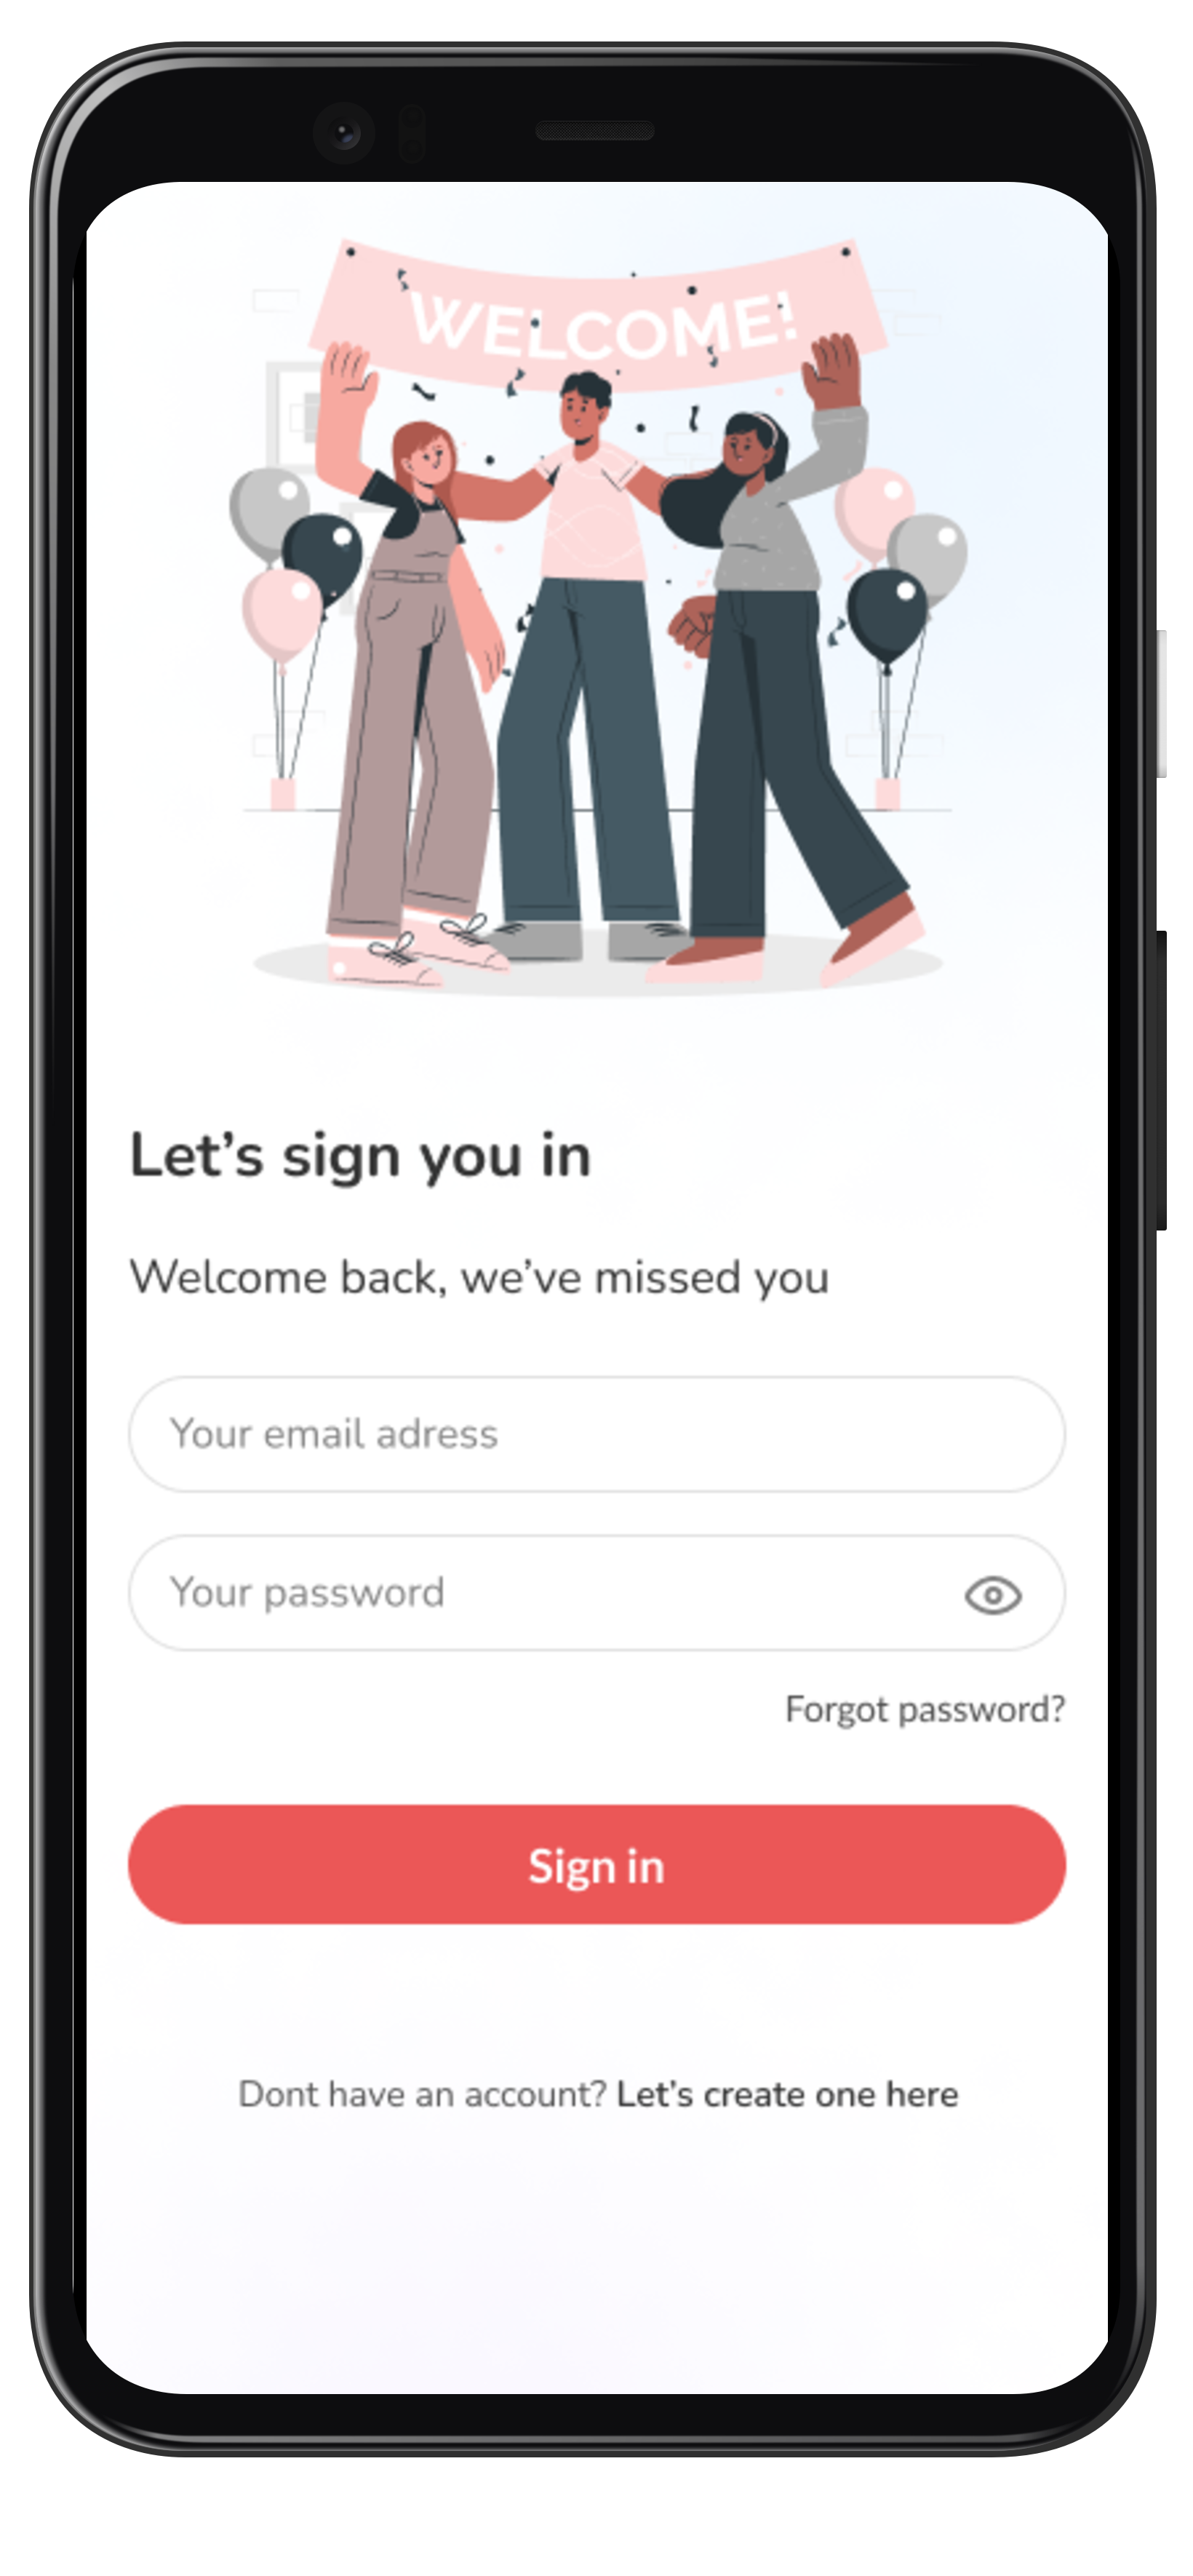 WELCOME!
Let’s sign you in
Welcome back, we’ve missed you
Your email adress
Your password
Forgot password?
Sign in
Dont have an account? Let’s create one here